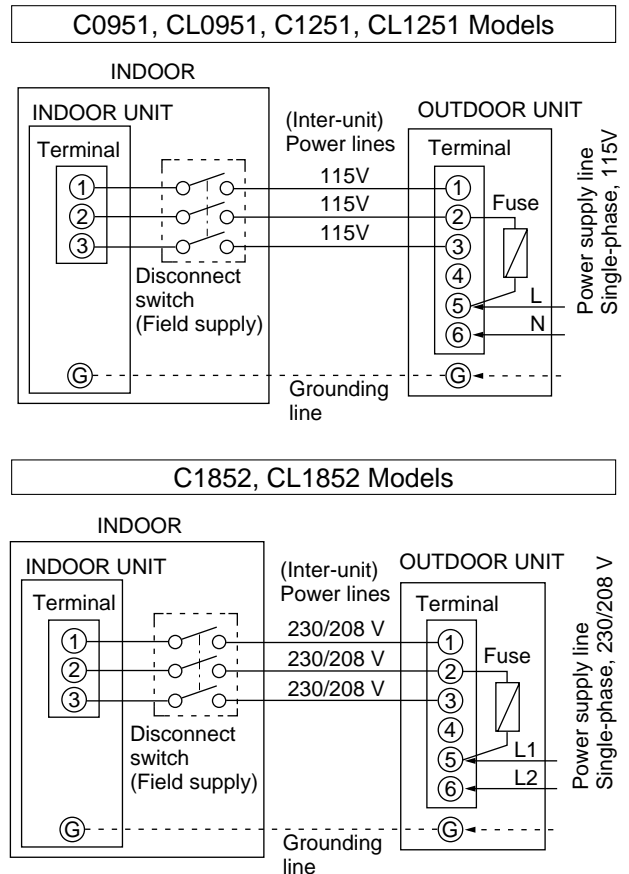 C0951, CL0951, C1251, CL1251 Models
INDOOR
INDOOR UNIT
Terminal
1
2
3
G
Disconnect
switch
(Field supply)
(Inter-unit)
Power lines
115V
115V
115V
Grounding
line
OUTDOOR UNIT
Terminal
1
2
3
4
5
6
G
Fuse
L
N
Power supply line
Single-phase, 115V
C1852, CL1852 Models
INDOOR
INDOOR UNIT
Terminal
1
2
3
G
Disconnect
switch
(Field supply)
(Inter-unit)
Power lines
230/208 V
230/208 V
230/208 V
Grounding
line
OUTDOOR UNIT
Terminal
1
2
3
4
5
6
G
Fuse
L1
L2
Power supply line
Single-phase, 230/208 V